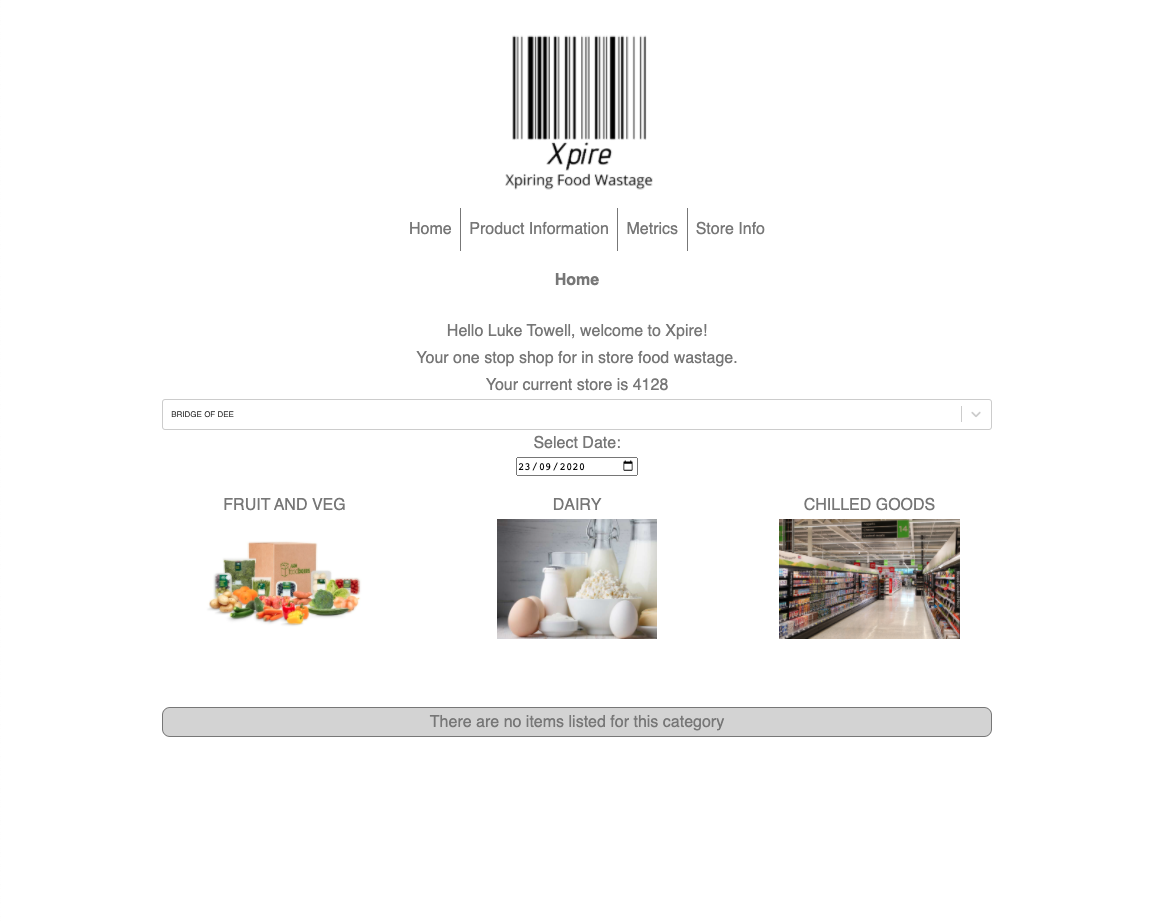 Xpire
Xpiring Food Wastage
Home
Product Information
Metrics
Store Info
Home
Hello Luke Towell, welcome to Xpire!
Your one stop shop for in store food wastage.
Your current store is 4128
BRIDGE OF DEE
Select Date:
23/09/2020
FRUIT AND VEG
DAIRY
CHILLED GOODS
14
There are no items listed for this category